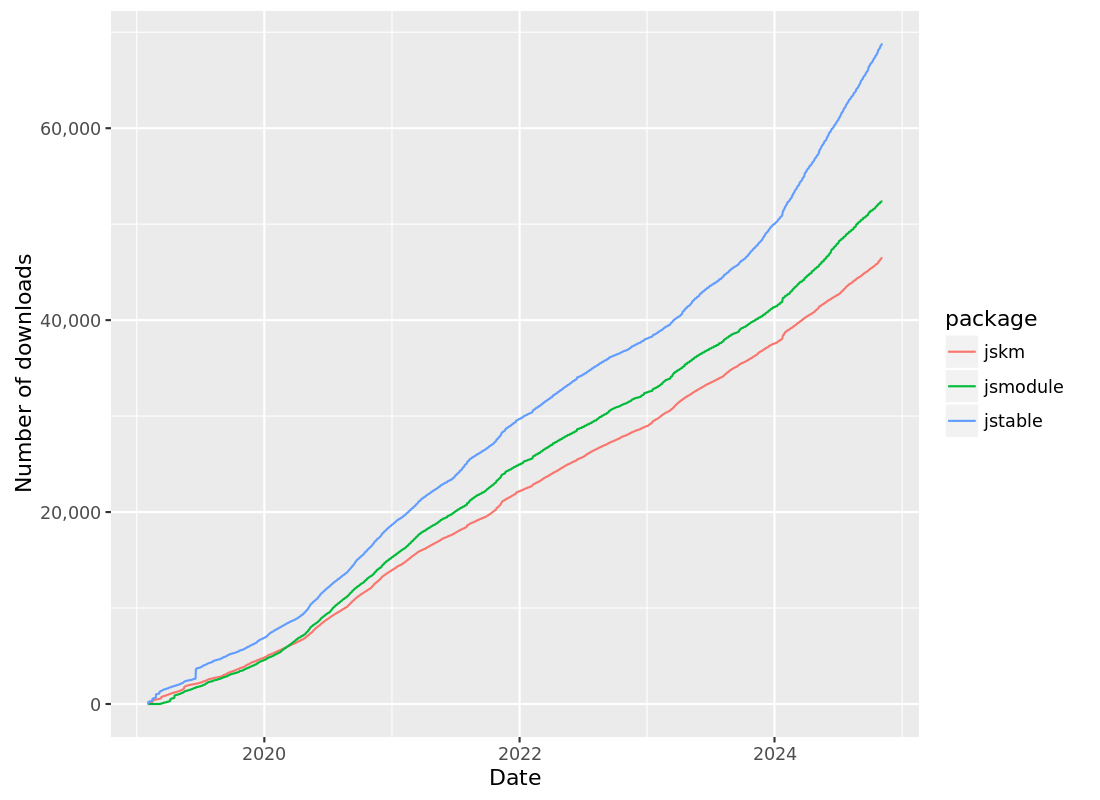 Number of downloads
60,000
40,000
20,000
0
2020
2022
2024
Date
package
jskm
jsmodule
jstable